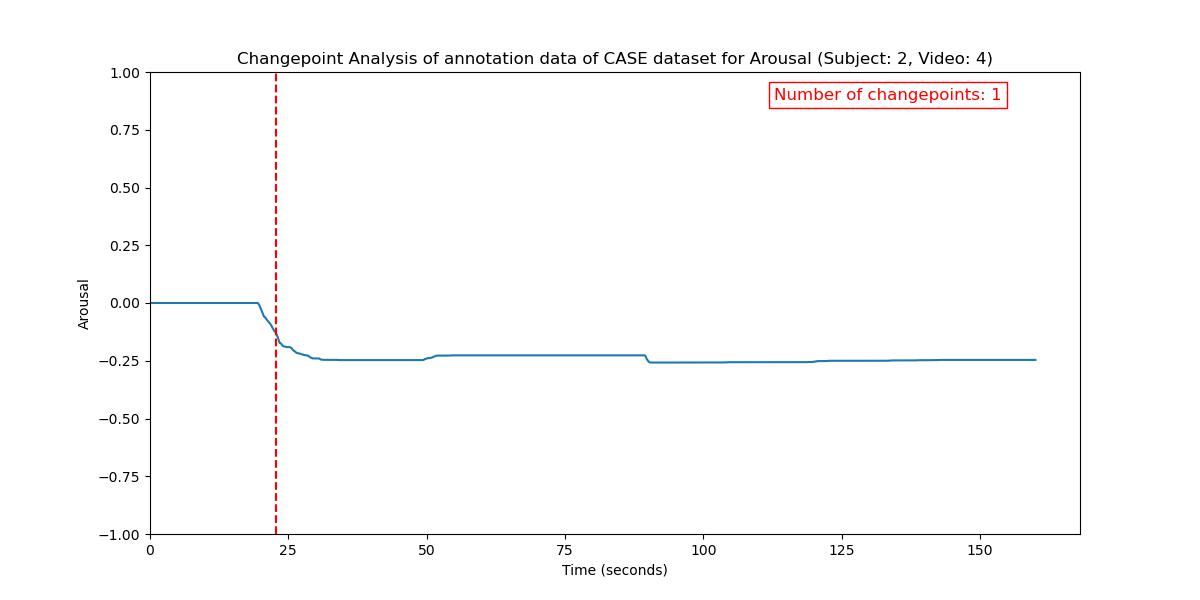 Changepoint Analysis of annotation data of CASE dataset for Arousal (Subject: 2, Video: 4)
Number of changepoints: 1
1.00
0.75
0.50
0.25
0.00
−0.25
−0.50
−0.75
−1.00
Arousal
0 25 50 75 100 125 150
Time (seconds)